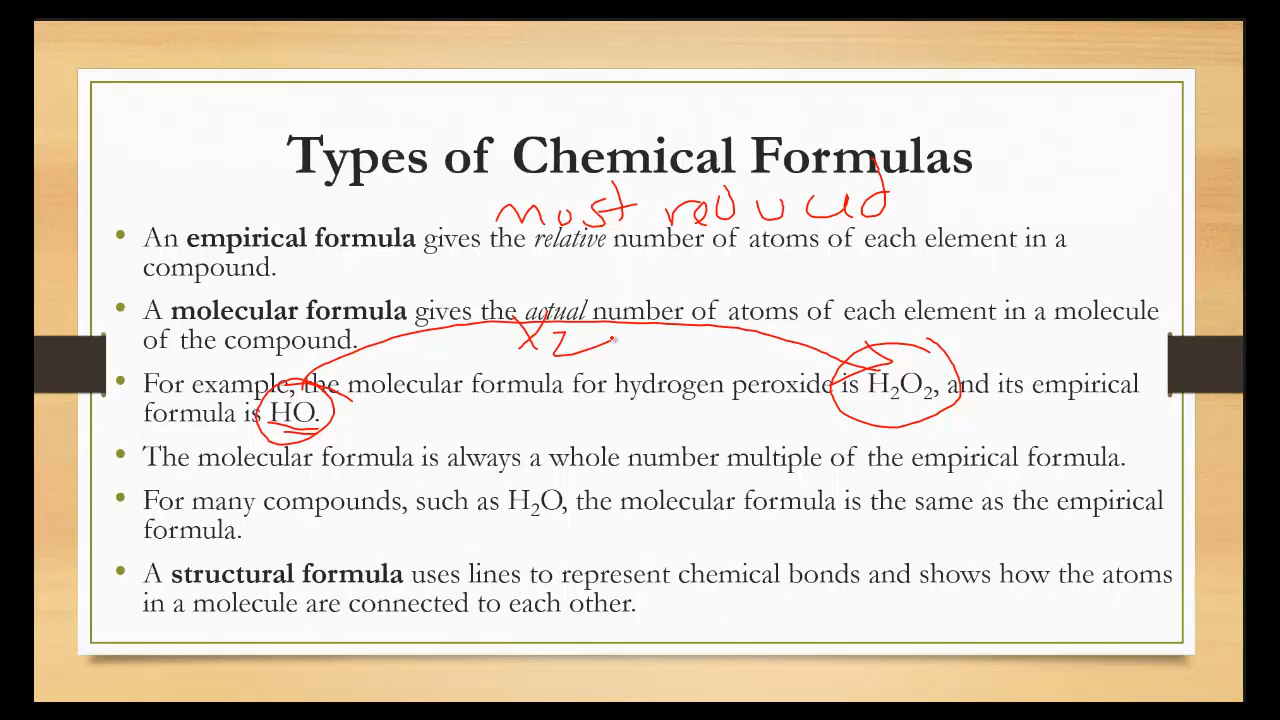 Types of Chemical Formulas
most reduced
• An empirical formula gives the relative number of atoms of each element in a
compound.
• A molecular formula gives the actual number of atoms of each element in a molecule
of the compound.
X2
• For example, the molecular formula for hydrogen peroxide is H₂O₂, and its empirical
formula is HO.
• The molecular formula is always a whole number multiple of the empirical formula.
• For many compounds, such as H₂O, the molecular formula is the same as the empirical
formula.
• A structural formula uses lines to represent chemical bonds and shows how the atoms
in a molecule are connected to each other.